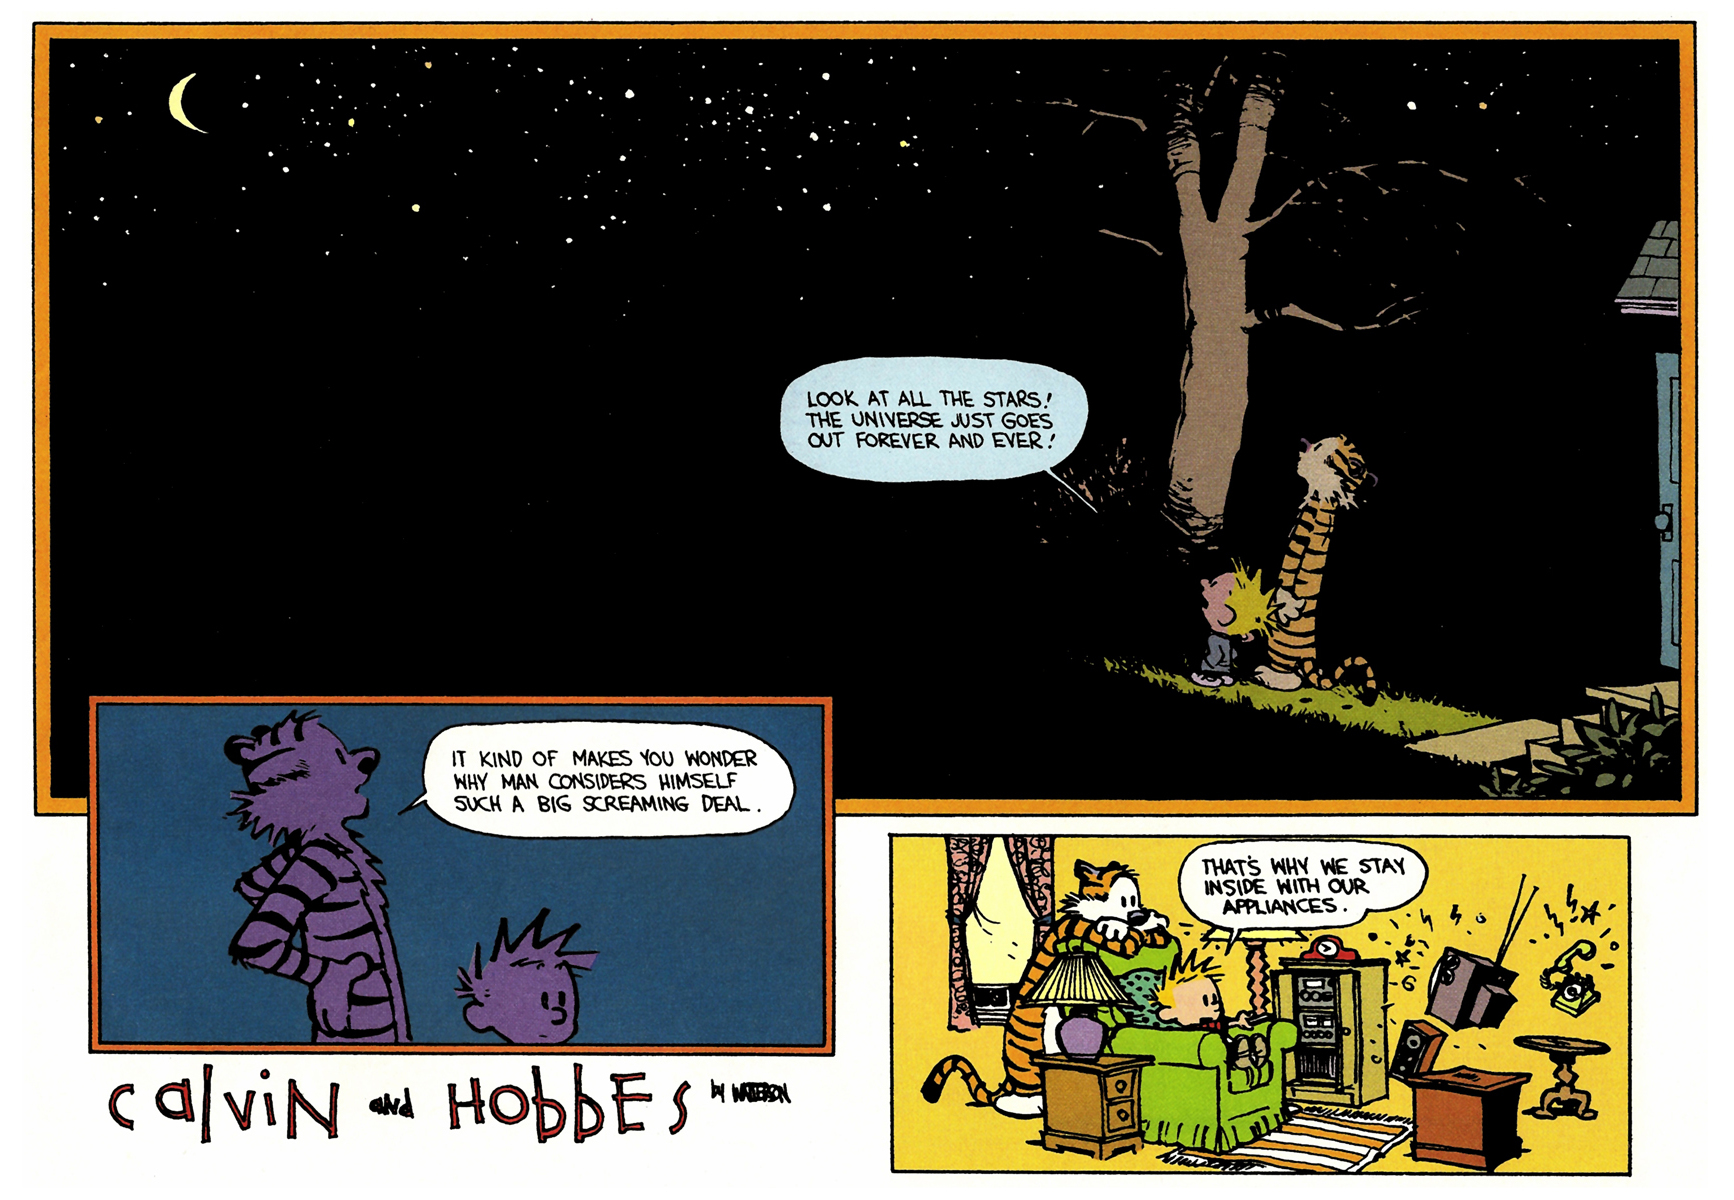 LOOK AT ALL THE STARS!
THE UNIVERSE JUST GOES
OUT FOREVER AND EVER!
IT KIND OF MAKES YOU WONDER
WHY MAN CONSIDERS HIMSELF
SUCH A BIG SCREAMING DEAL.
THAT'S WHY WE STAY
INSIDE WITH OUR
APPLIANCES.
CALVIN AND HOBBES by WATTERSON